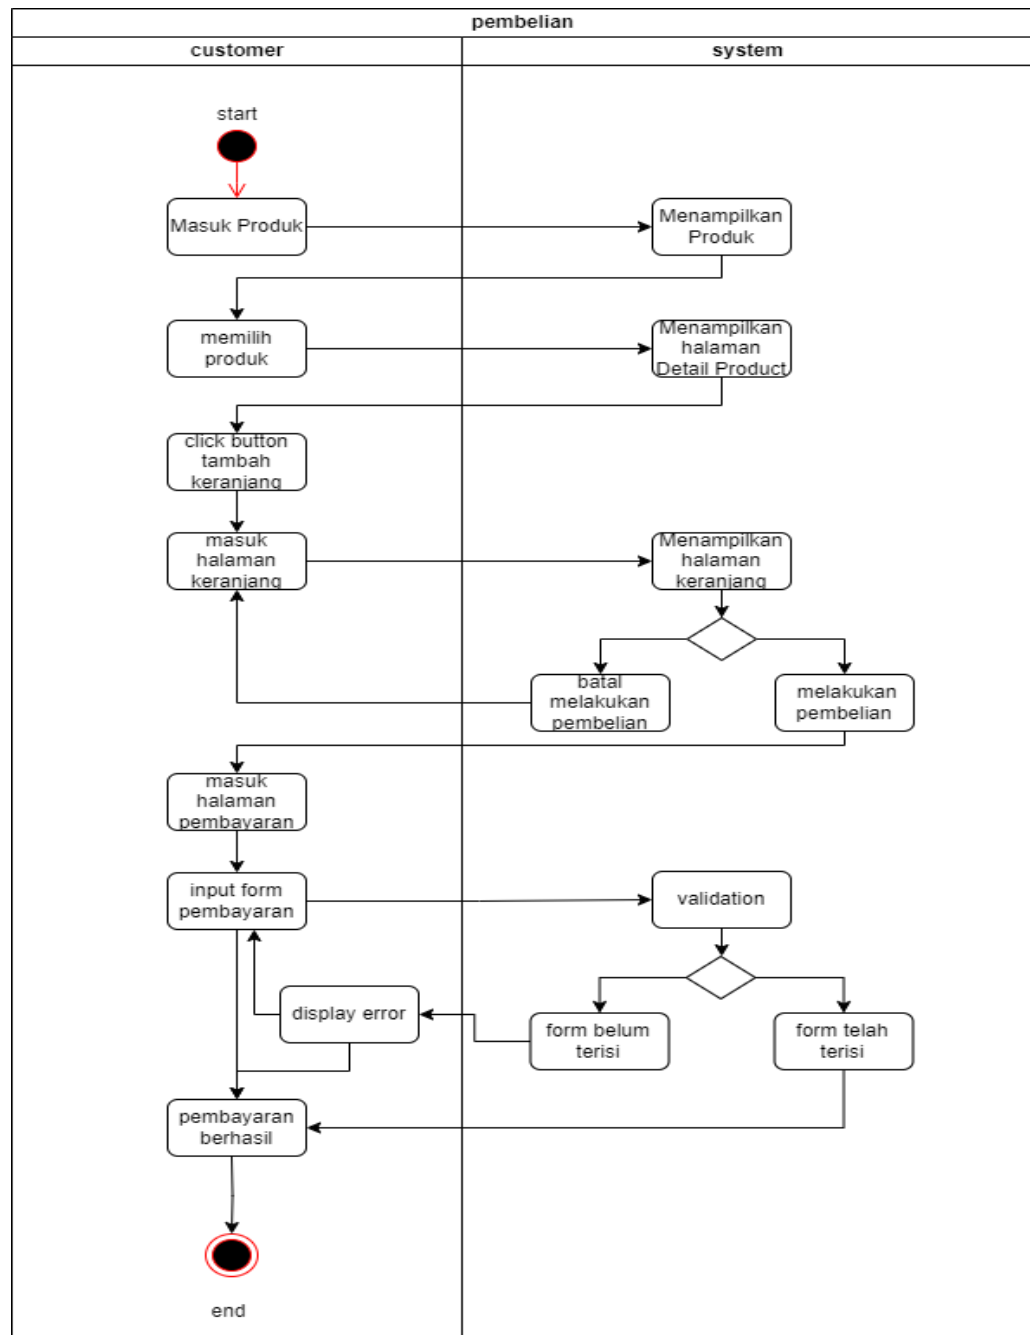 pembelian
customer
system
start
Masuk Produk
Menampilkan
Produk
memilih
produk
Menampilkan
halaman
Detail Product
click button
tambah
keranjang
masuk
halaman
keranjang
Menampilkan
halaman
keranjang
batal
melakukan
pembelian
melakukan
pembelian
masuk
halaman
pembayaran
input form
pembayaran
validation
display error
form belum
terisi
form telah
terisi
pembayaran
berhasil
end